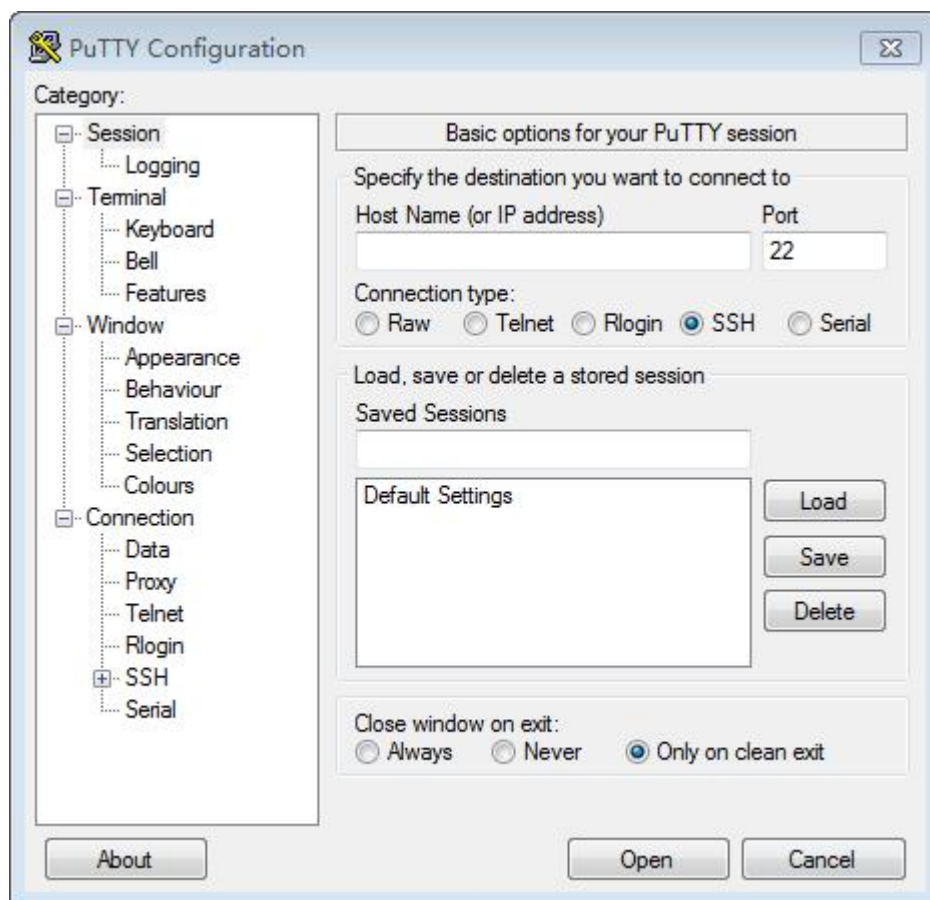 PuTTY Configuration
Category:
Session
Logging
Terminal
Keyboard
Bell
Features
Window
Appearance
Behaviour
Translation
Selection
Colours
Connection
Data
Proxy
Telnet
Rlogin
SSH
Serial
Basic options for your PuTTY session
Specify the destination you want to connect to
Host Name (or IP address) Port
22
Connection type:
Raw Telnet Rlogin SSH Serial
Load, save or delete a stored session
Saved Sessions
Default Settings
Load
Save
Delete
Close window on exit:
Always Never Only on clean exit
About Open Cancel